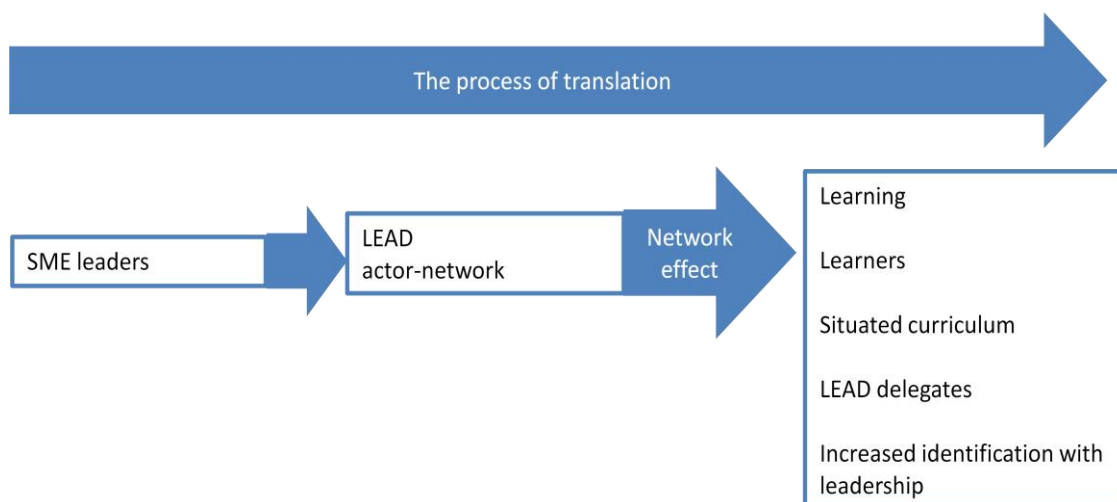 The process of translation
SME leaders
LEAD
actor-network
Network
effect
Learning
Learners
Situated curriculum
LEAD delegates
Increased identification with
leadership